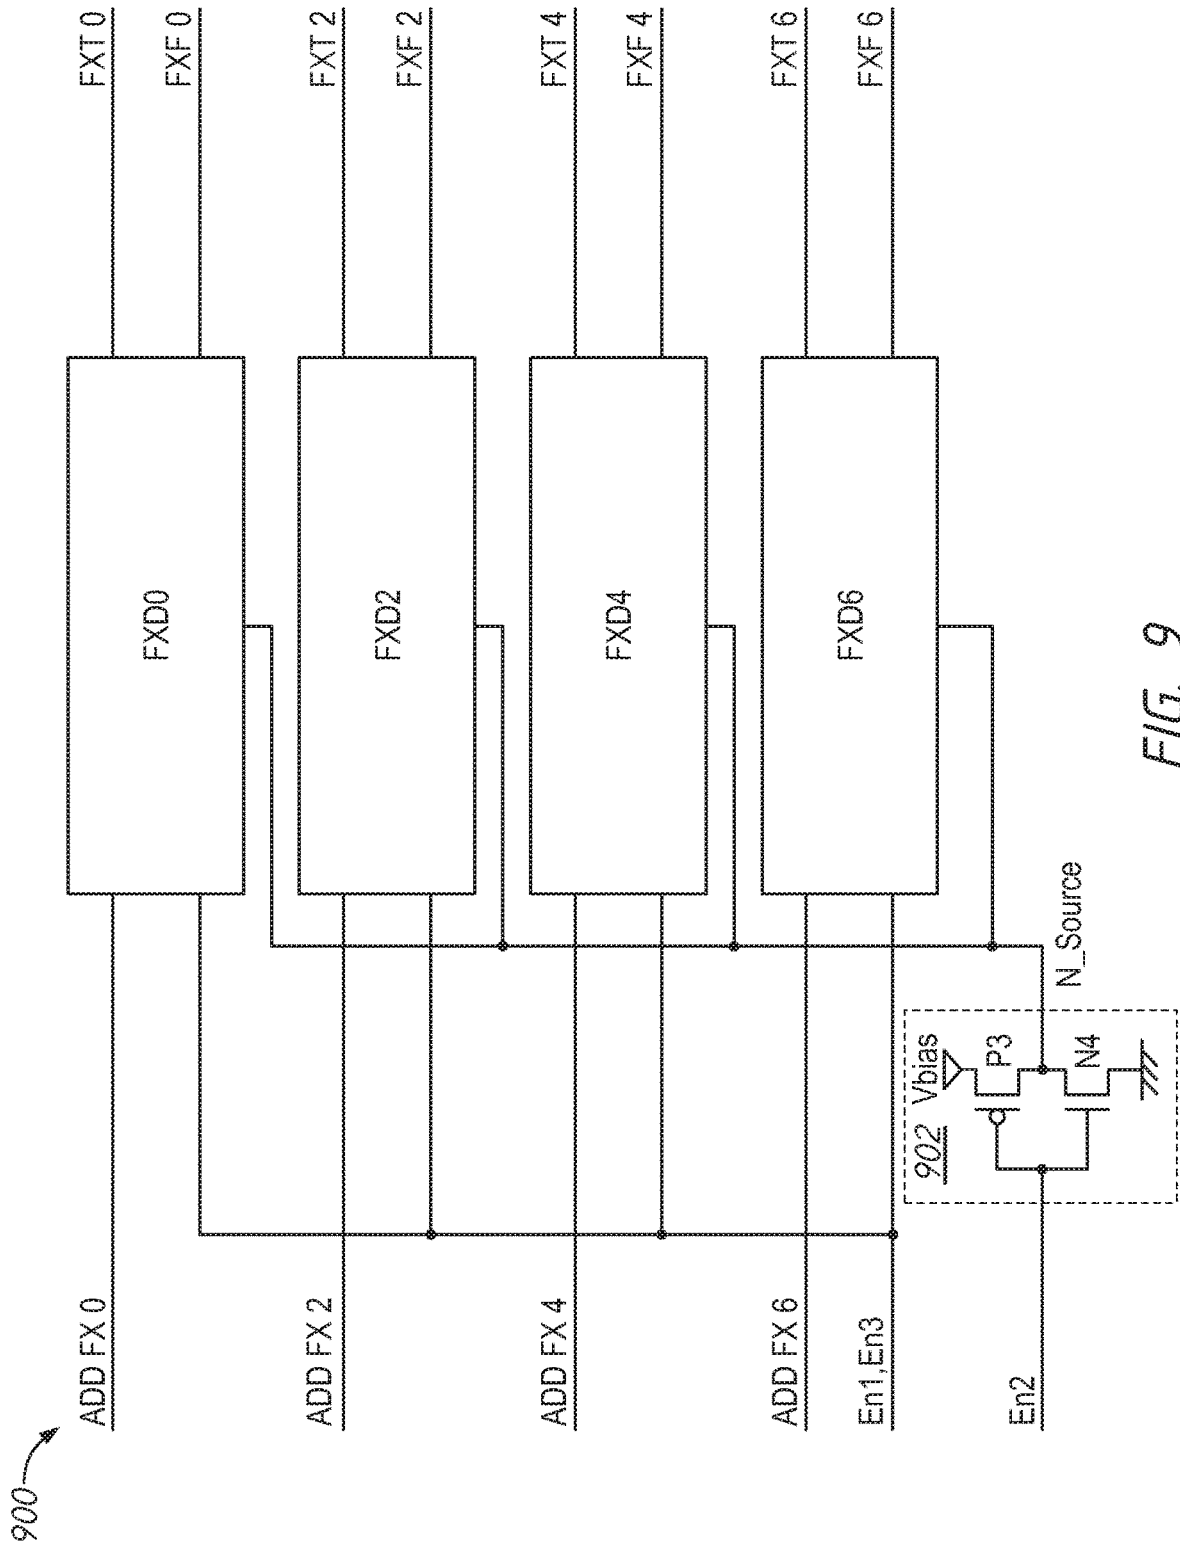 900
ADD FX 0
FXD0
FXT 0
FXF 0
ADD FX 2
FXD2
FXT 2
FXF 2
ADD FX 4
FXD4
FXT 4
FXF 4
ADD FX 6
FXD6
FXT 6
FXF 6
En1,En3
En2
902
Vbias
P3
N4
N_Source
FIG. 9